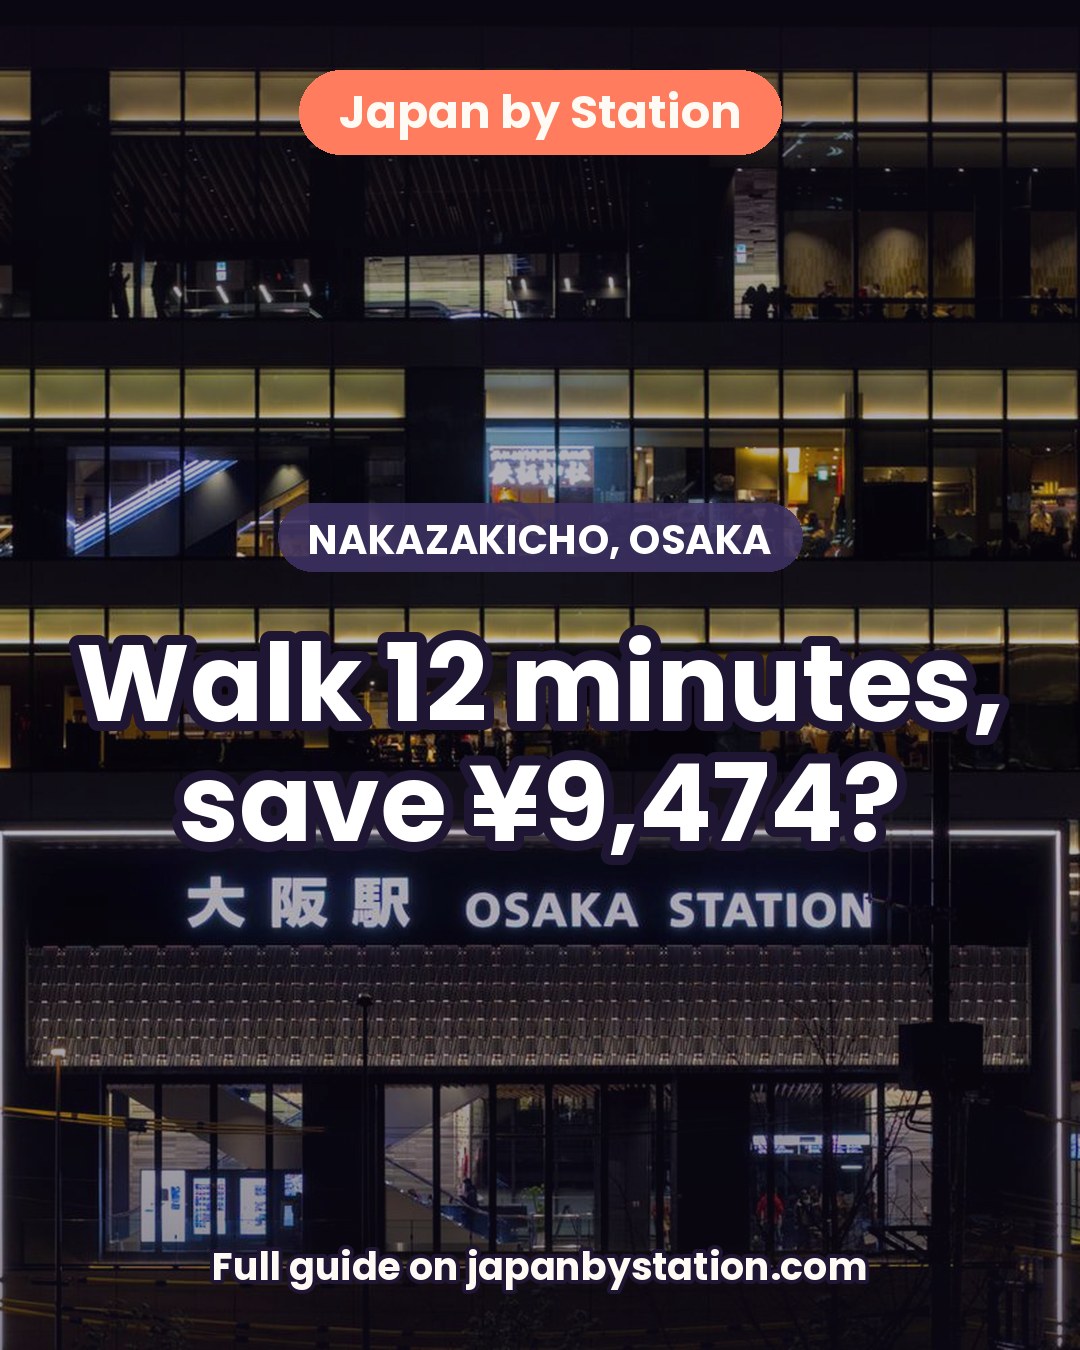 Japan by Station
NAKAZAKICHO, OSAKA
Walk 12 minutes,
save ¥9,474?
大阪駅 OSAKA STATION
Full guide on japanbystation.com